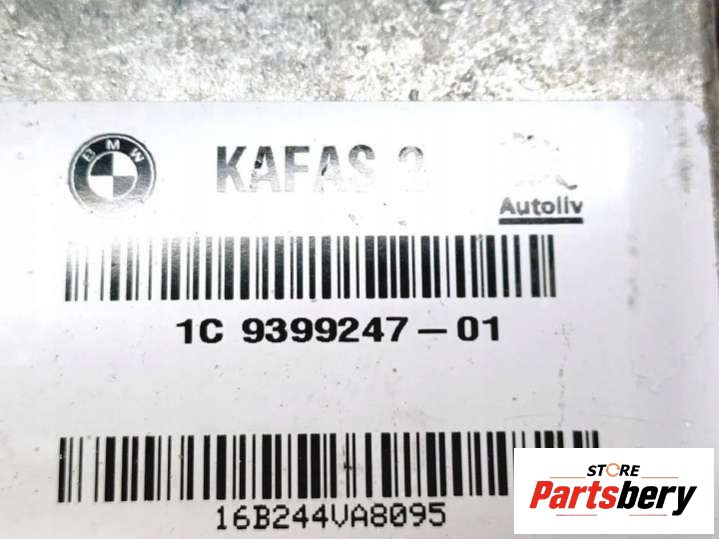 BMW
KAFAS 2
Autoliv
1C 9399247-01
16B244VA8095
STORE
Partsbery